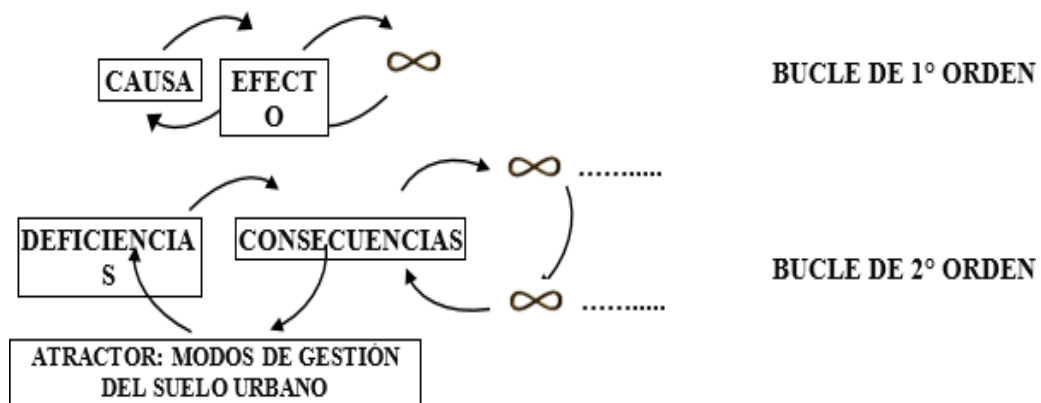 CAUSA
EFECT
O
∞
BUCLE DE 1° ORDEN
∞ ............
DEFICIENCIA
S
CONSECUENCIAS
∞ ............
BUCLE DE 2° ORDEN
ATRACTOR: MODOS DE GESTIÓN
DEL SUELO URBANO